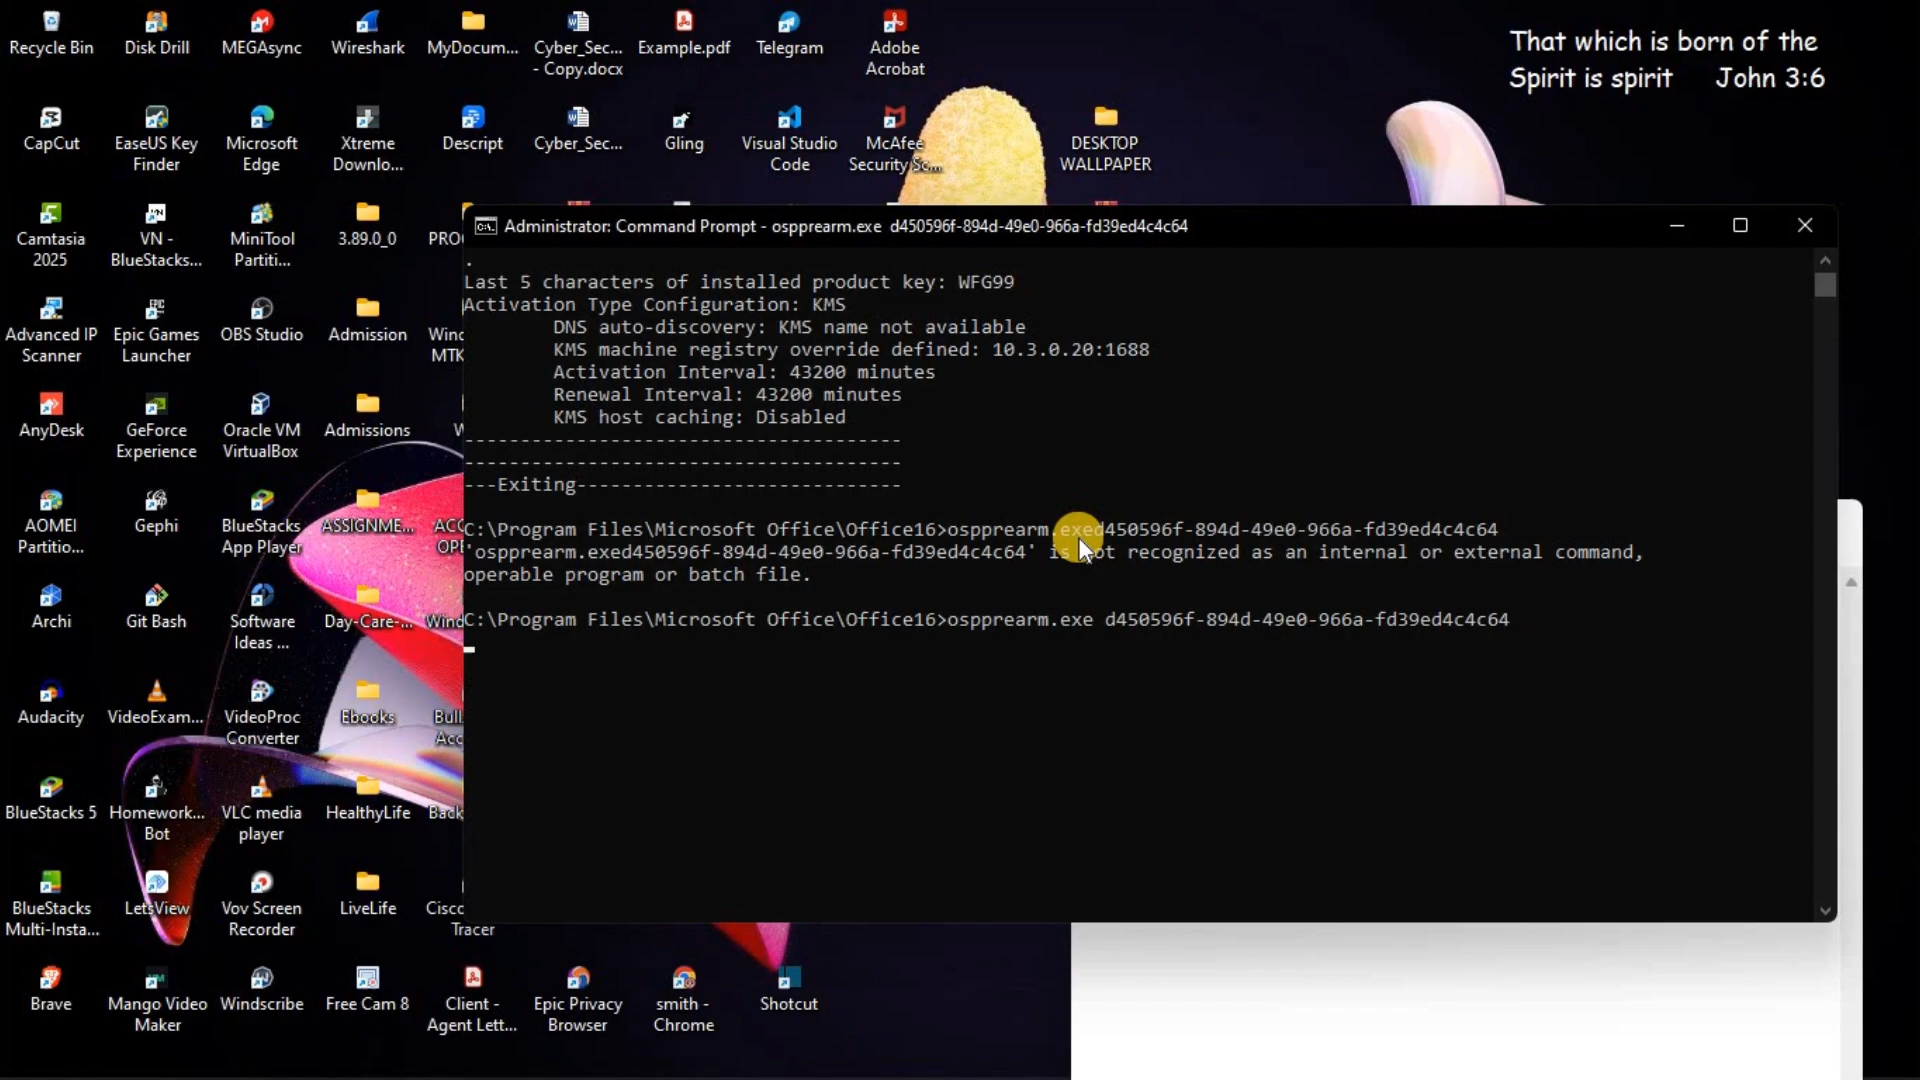 Recycle Bin
Disk Drill
MEGAsync
Wireshark
MyDocum...
Cyber_Sec...
- Copy.docx
Example.pdf
Telegram
Adobe
Acrobat
That which is born of the
Spirit is spirit John 3:6
CapCut
EaseUS Key
Finder
Microsoft
Edge
Xtreme
Downlo...
Descript
Cyber_Sec...
Gling
Visual Studio
Code
McAfee
Security Sc...
DESKTOP
WALLPAPER
Camtasia
2025
VN -
BlueStacks...
MiniTool
Partiti...
3.89.0_0
PRO
Advanced IP
Scanner
Epic Games
Launcher
OBS Studio
Admission
Wind
MTK
AnyDesk
GeForce
Experience
Oracle VM
VirtualBox
Admissions
W
AOMEI
Partitio...
Gephi
BlueStacks
App Player
ASSIGNME...
ACC
OPE
Archi
Git Bash
Software
Ideas ...
Day-Care-...
Wind
Audacity
VideoExam...
VideoProc
Converter
Ebooks
Bull
Acc
BlueStacks 5
Homework...
Bot
VLC media
player
HealthyLife
Back
BlueStacks
Multi-Insta...
LetsView
Vov Screen
Recorder
LiveLife
Cisco
Tracer
Brave
Mango Video
Maker
Windscribe
Free Cam 8
Client -
Agent Lett...
Epic Privacy
Browser
smith -
Chrome
Shotcut
Administrator: Command Prompt - ospprearm.exe d450596f-894d-49e0-966a-fd39ed4c4c64
.
Last 5 characters of installed product key: WFG99
Activation Type Configuration: KMS
DNS auto-discovery: KMS name not available
KMS machine registry override defined: 10.3.0.20:1688
Activation Interval: 43200 minutes
Renewal Interval: 43200 minutes
KMS host caching: Disabled
---------------------------------------
---------------------------------------
---Exiting-----------------------------
C:\Program Files\Microsoft Office\Office16>ospprearm.exed450596f-894d-49e0-966a-fd39ed4c4c64
'ospprearm.exed450596f-894d-49e0-966a-fd39ed4c4c64' is not recognized as an internal or external command,
operable program or batch file.
C:\Program Files\Microsoft Office\Office16>ospprearm.exe d450596f-894d-49e0-966a-fd39ed4c4c64